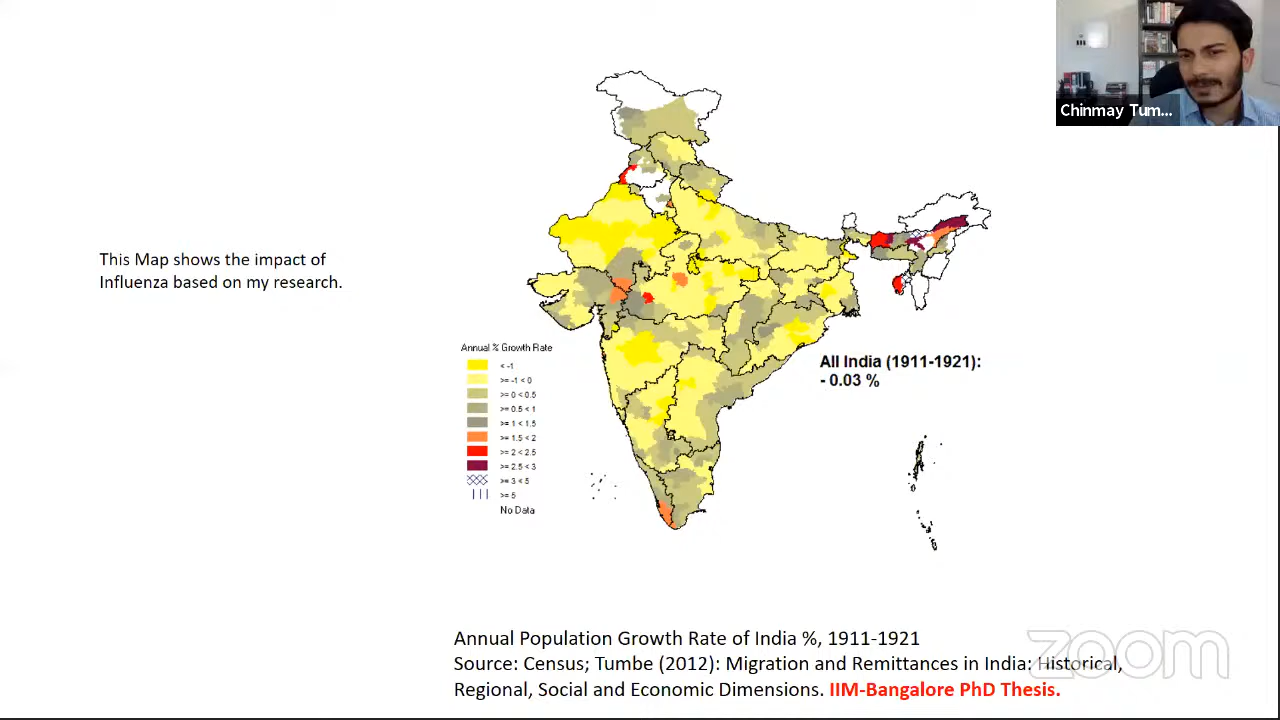 Chinmay Tum...
This Map shows the impact of
Influenza based on my research.
Annual % Growth Rate
< -1
>= -1 < 0
>= 0 < 0.5
>= 0.5 < 1
>= 1 < 1.5
>= 1.5 < 2
>= 2 < 2.5
>= 2.5 < 3
>= 3 < 5
>= 5
No Data
All India (1911-1921):
- 0.03 %
Annual Population Growth Rate of India %, 1911-1921
Source: Census; Tumbe (2012): Migration and Remittances in India: Historical,
Regional, Social and Economic Dimensions. IIM-Bangalore PhD Thesis.
zoom